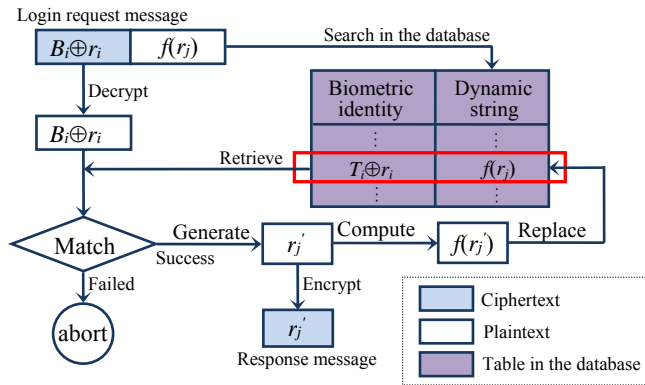 Login request message
Bᵢ⊕rᵢ f(rⱼ)
Search in the database
Decrypt
Biometric identity
Dynamic string
Bᵢ⊕rᵢ
⋮ ⋮
Retrieve
Tᵢ⊕rᵢ f(rⱼ)
⋮ ⋮
Match
Generate
Success
rⱼ′
Compute
f(rⱼ′)
Replace
Failed
Encrypt
abort
rⱼ′
Response message
Ciphertext
Plaintext
Table in the database